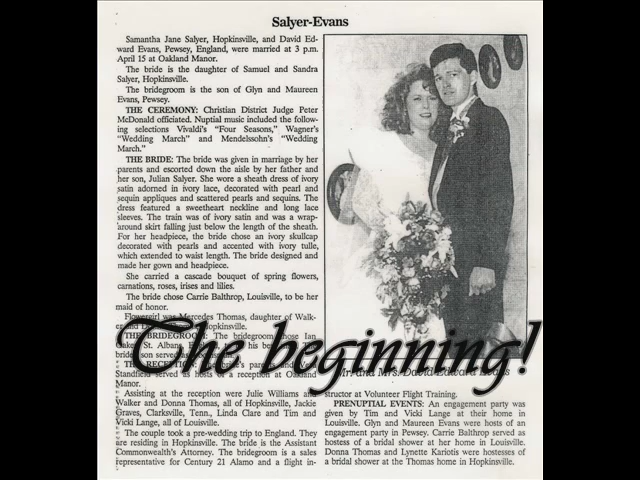 Salyer-Evans
Samantha Jane Salyer, Hopkinsville, and David Ed-
ward Evans, Pewsey, England, were married at 3 p.m.
April 15 at Oakland Manor.
The bride is the daughter of Samuel and Sandra
Salyer, Hopkinsville.
The bridegroom is the son of Glyn and Maureen
Evans, Pewsey.
THE CEREMONY: Christian District Judge Peter
McDonald officiated. Nuptial music included the follow-
ing selections Vivaldi's "Four Seasons," Wagner's
"Wedding March" and Mendelssohn's "Wedding
March."
THE BRIDE: The bride was given in marriage by her
parents and escorted down the aisle by her father and
her son, Julian Salyer. She wore a sheath dress of ivory
satin adorned in ivory lace, decorated with pearl and
sequin appliques and scattered pearls and sequins. The
dress featured a sweetheart neckline and long lace
sleeves. The train was of ivory satin and was a wrap-
around skirt falling just below the length of the sheath.
For her headpiece, the bride chose an ivory skullcap
decorated with pearls and accented with ivory tulle,
which extended to waist length. The bride designed and
made her gown and headpiece.
She carried a cascade bouquet of spring flowers,
carnations, roses, irises and lilies.
The bride chose Carrie Balthrop, Louisville, to be her
maid of honor.
Flowergirl was Mercedes Thomas, daughter of Walk-
er and Thomas, Hopkinsville.
THE BRIDEGROOM: The bridegroom chose Ian
St. Albans, his be
bride son served as
THE RECEPTION: parents and
Standfield served as hosts of a reception at Oakland
Manor.
Assisting at the reception were Julie Williams
Walker and Donna Thomas, all of Hopkinsville, Jackie
Graves, Clarksville, Tenn., Linda Clare and Tim and
Vicki Lange, all of Louisville.
The couple took a pre-wedding trip to England. They
are residing in Hopkinsville. The bride is the Assistant
Commonwealth's Attorney. The bridegroom is a sales
representative for Century 21 Alamo and a flight in-
The beginning!
Mr. and Mrs. David Edward Evans
structor at Volunteer Flight Training.
PRENUPTIAL EVENTS: An engagement party was
given by Tim and Vicki Lange at their home in
Louisville. Glyn and Maureen Evans were hosts of an
engagement party in Pewsey. Carrie Balthrop served as
hostess of a bridal shower at her home in Louisville.
Donna Thomas and Lynette Kariotis were hostesses of
a bridal shower at the Thomas home in Hopkinsville.